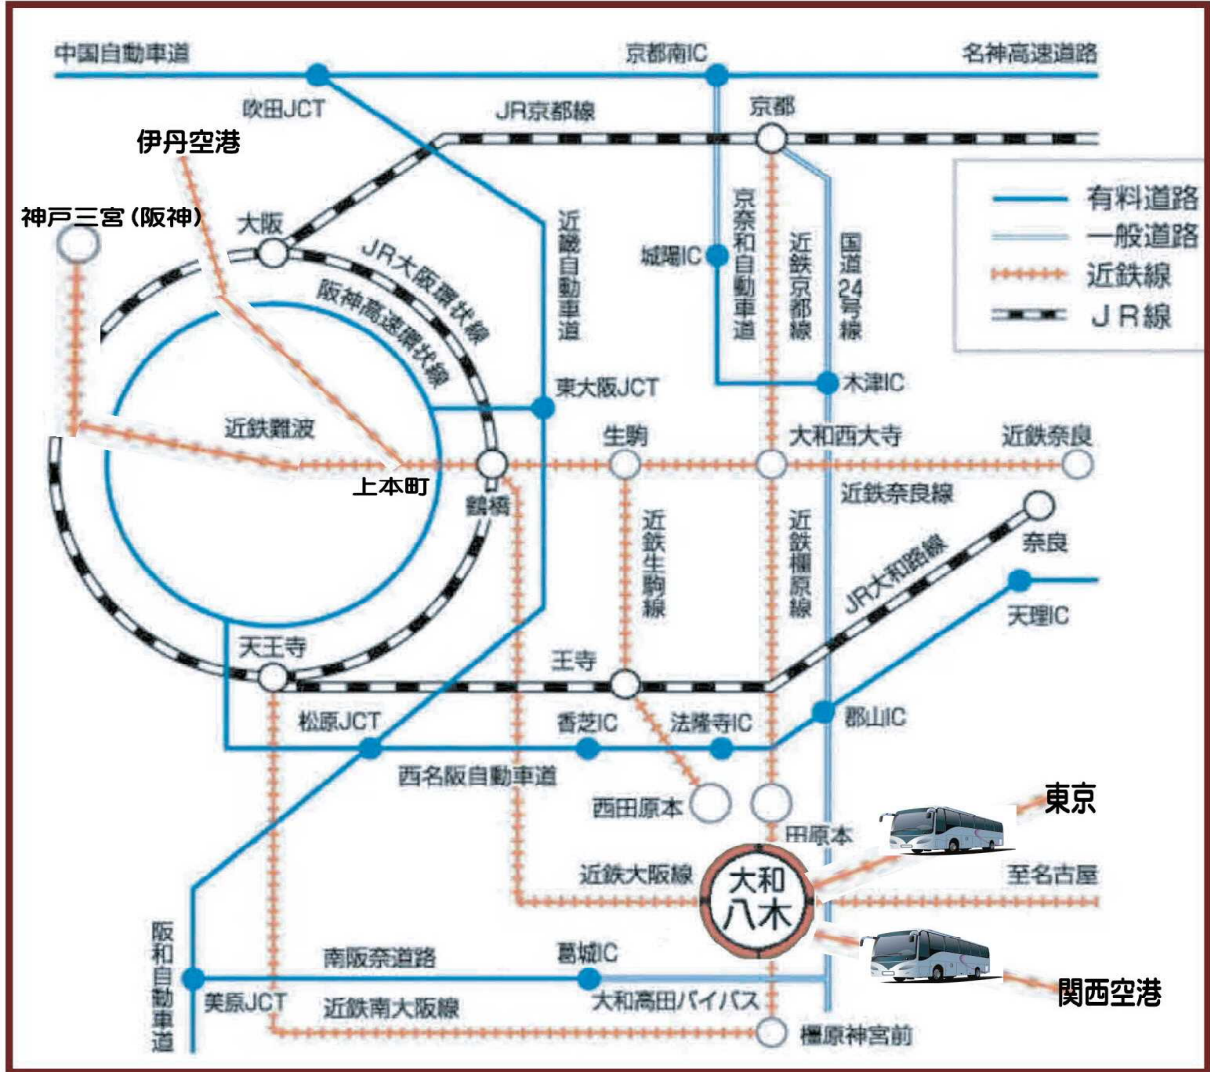 中国自動車道
京都南IC
名神高速道路
吹田JCT
JR京都線
京都
伊丹空港
神戸三宮(阪神)
大阪
近畿自動車道
城陽IC
京奈和自動車道
近鉄京都線
国道24号線
有料道路
一般道路
近鉄線
JR線
JR大阪環状線
阪神高速環状線
東大阪JCT
木津IC
近鉄難波
生駒
大和西大寺
近鉄奈良
上本町
鶴橋
近鉄奈良線
近鉄生駒線
近鉄橿原線
奈良
JR大和路線
天理IC
天王寺
王寺
松原JCT
香芝IC
法隆寺IC
郡山IC
西名阪自動車道
西田原本
田原本
東京
近鉄大阪線
大和
八木
至名古屋
阪和自動車道
南阪奈道路
葛城IC
美原JCT
近鉄南大阪線
大和高田バイパス
関西空港
橿原神宮前